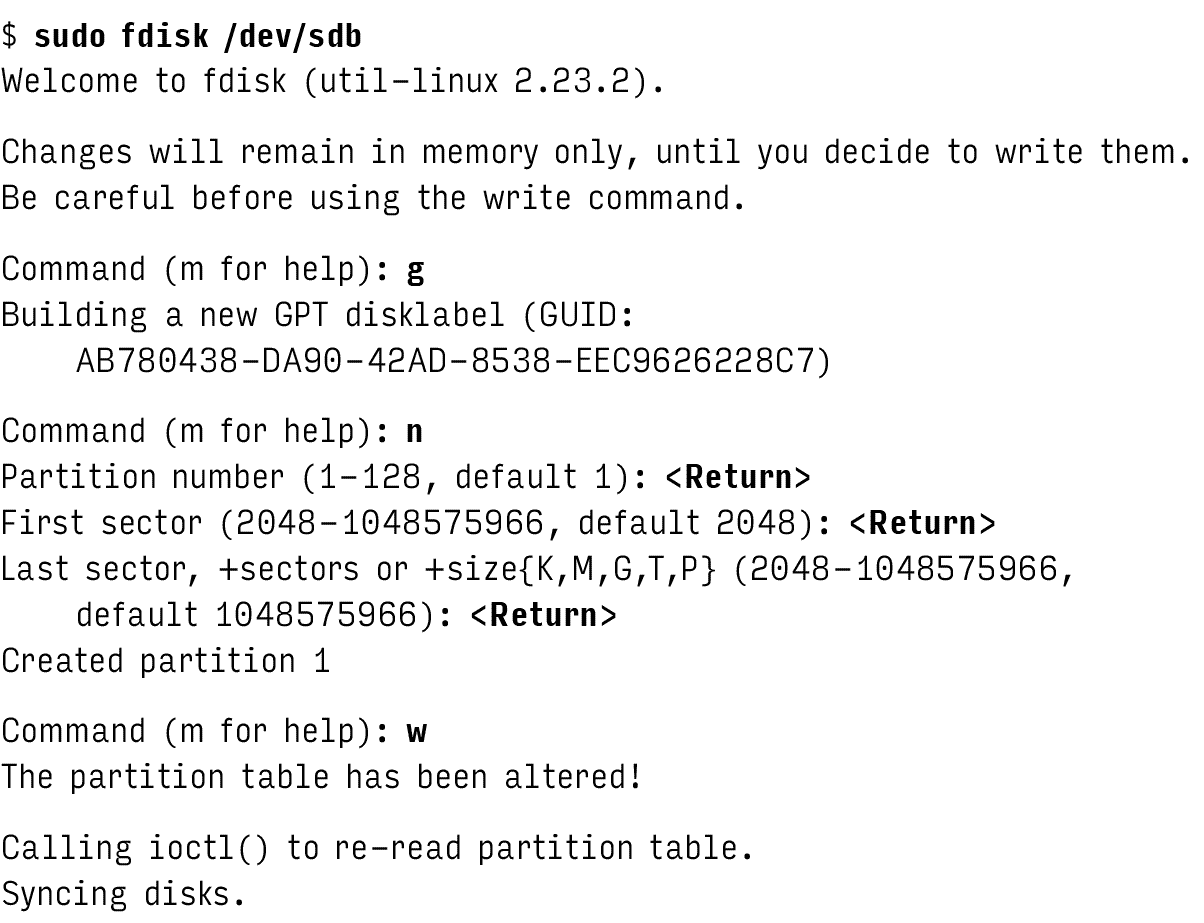 $ sudo fdisk /dev/sdb
Welcome to fdisk (util-linux 2.23.2).
Changes will remain in memory only, until you decide to write them.
Be careful before using the write command.
Command (m for help): g
Building a new GPT disklabel (GUID:
AB780438-DA90-42AD-8538-EEC9626228C7)
Command (m for help): n
Partition number (1-128, default 1): <Return>
First sector (2048-1048575966, default 2048): <Return>
Last sector, +sectors or +size{K,M,G,T,P} (2048-1048575966,
default 1048575966): <Return>
Created partition 1
Command (m for help): w
The partition table has been altered!
Calling ioctl() to re-read partition table.
Syncing disks.